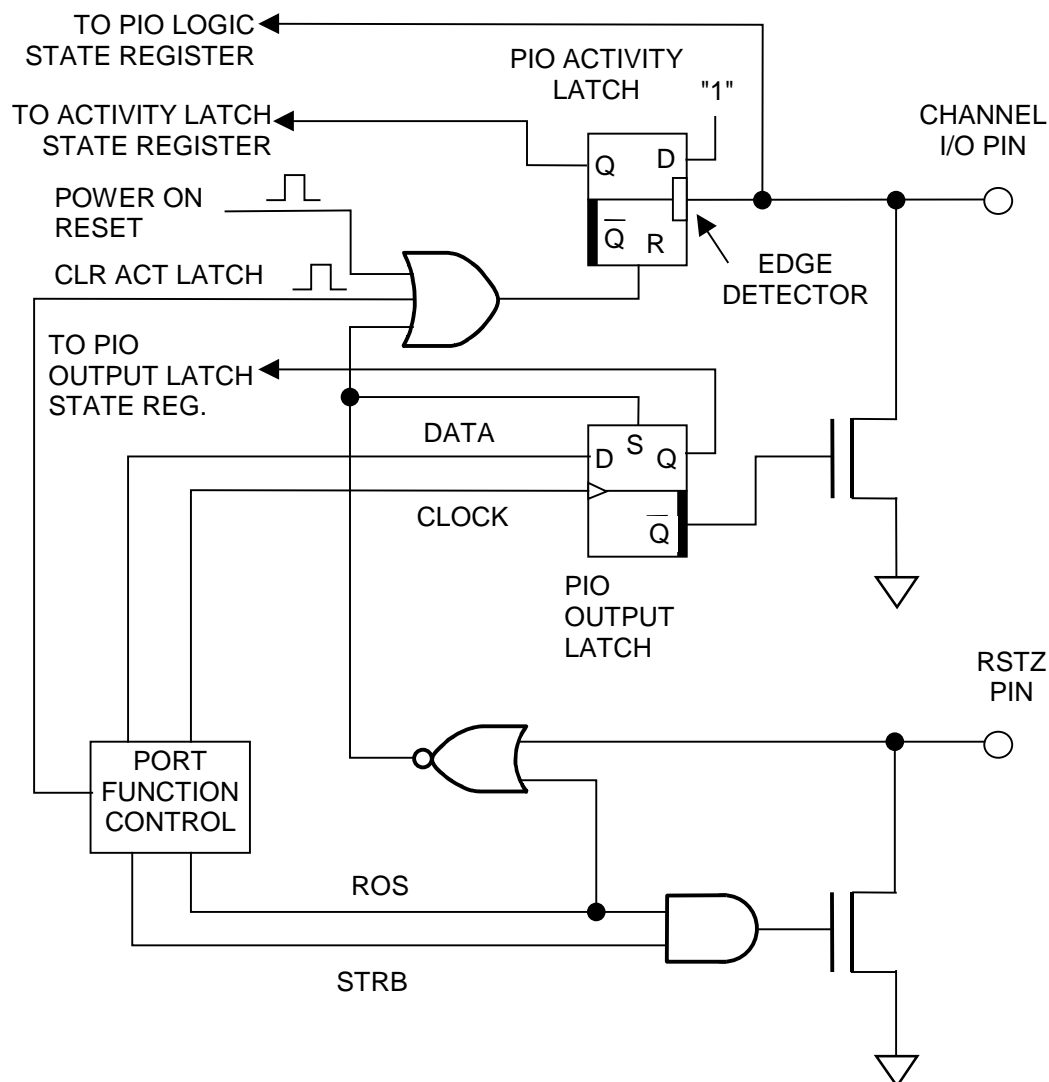 TO PIO LOGIC
STATE REGISTER
PIO ACTIVITY
LATCH
"1"
TO ACTIVITY LATCH
STATE REGISTER
CHANNEL
I/O PIN
Q
D
Q
R
POWER ON
RESET
CLR ACT LATCH
EDGE
DETECTOR
TO PIO
OUTPUT LATCH
STATE REG.
DATA
S
D
Q
CLOCK
Q
PIO
OUTPUT
LATCH
RSTZ
PIN
PORT
FUNCTION
CONTROL
ROS
STRB